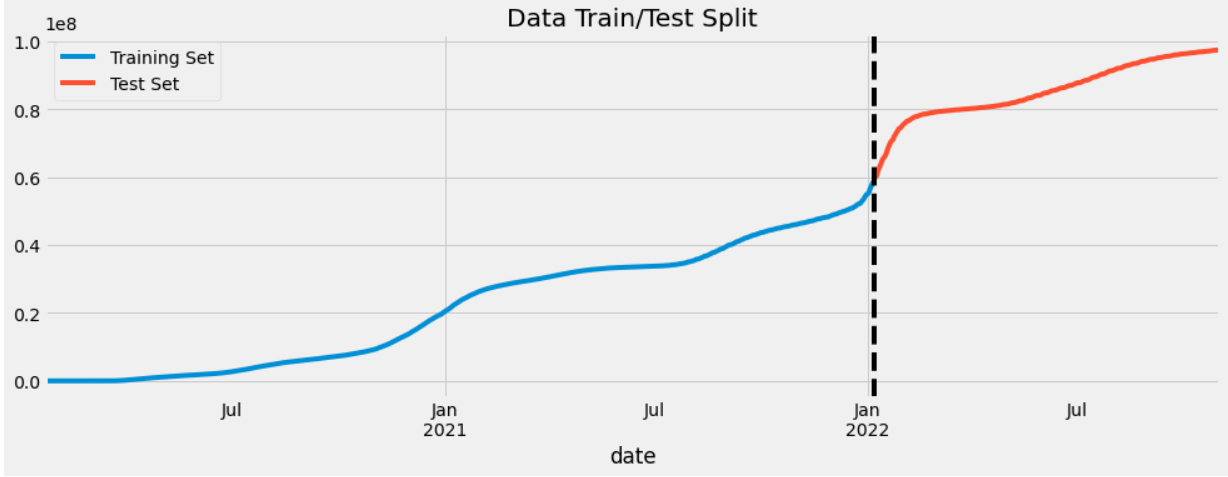 Data Train/Test Split
1e8
1.0
Training Set
Test Set
0.8
0.6
0.4
0.2
0.0
Jul Jan Jul Jan Jul
2021 2022
date